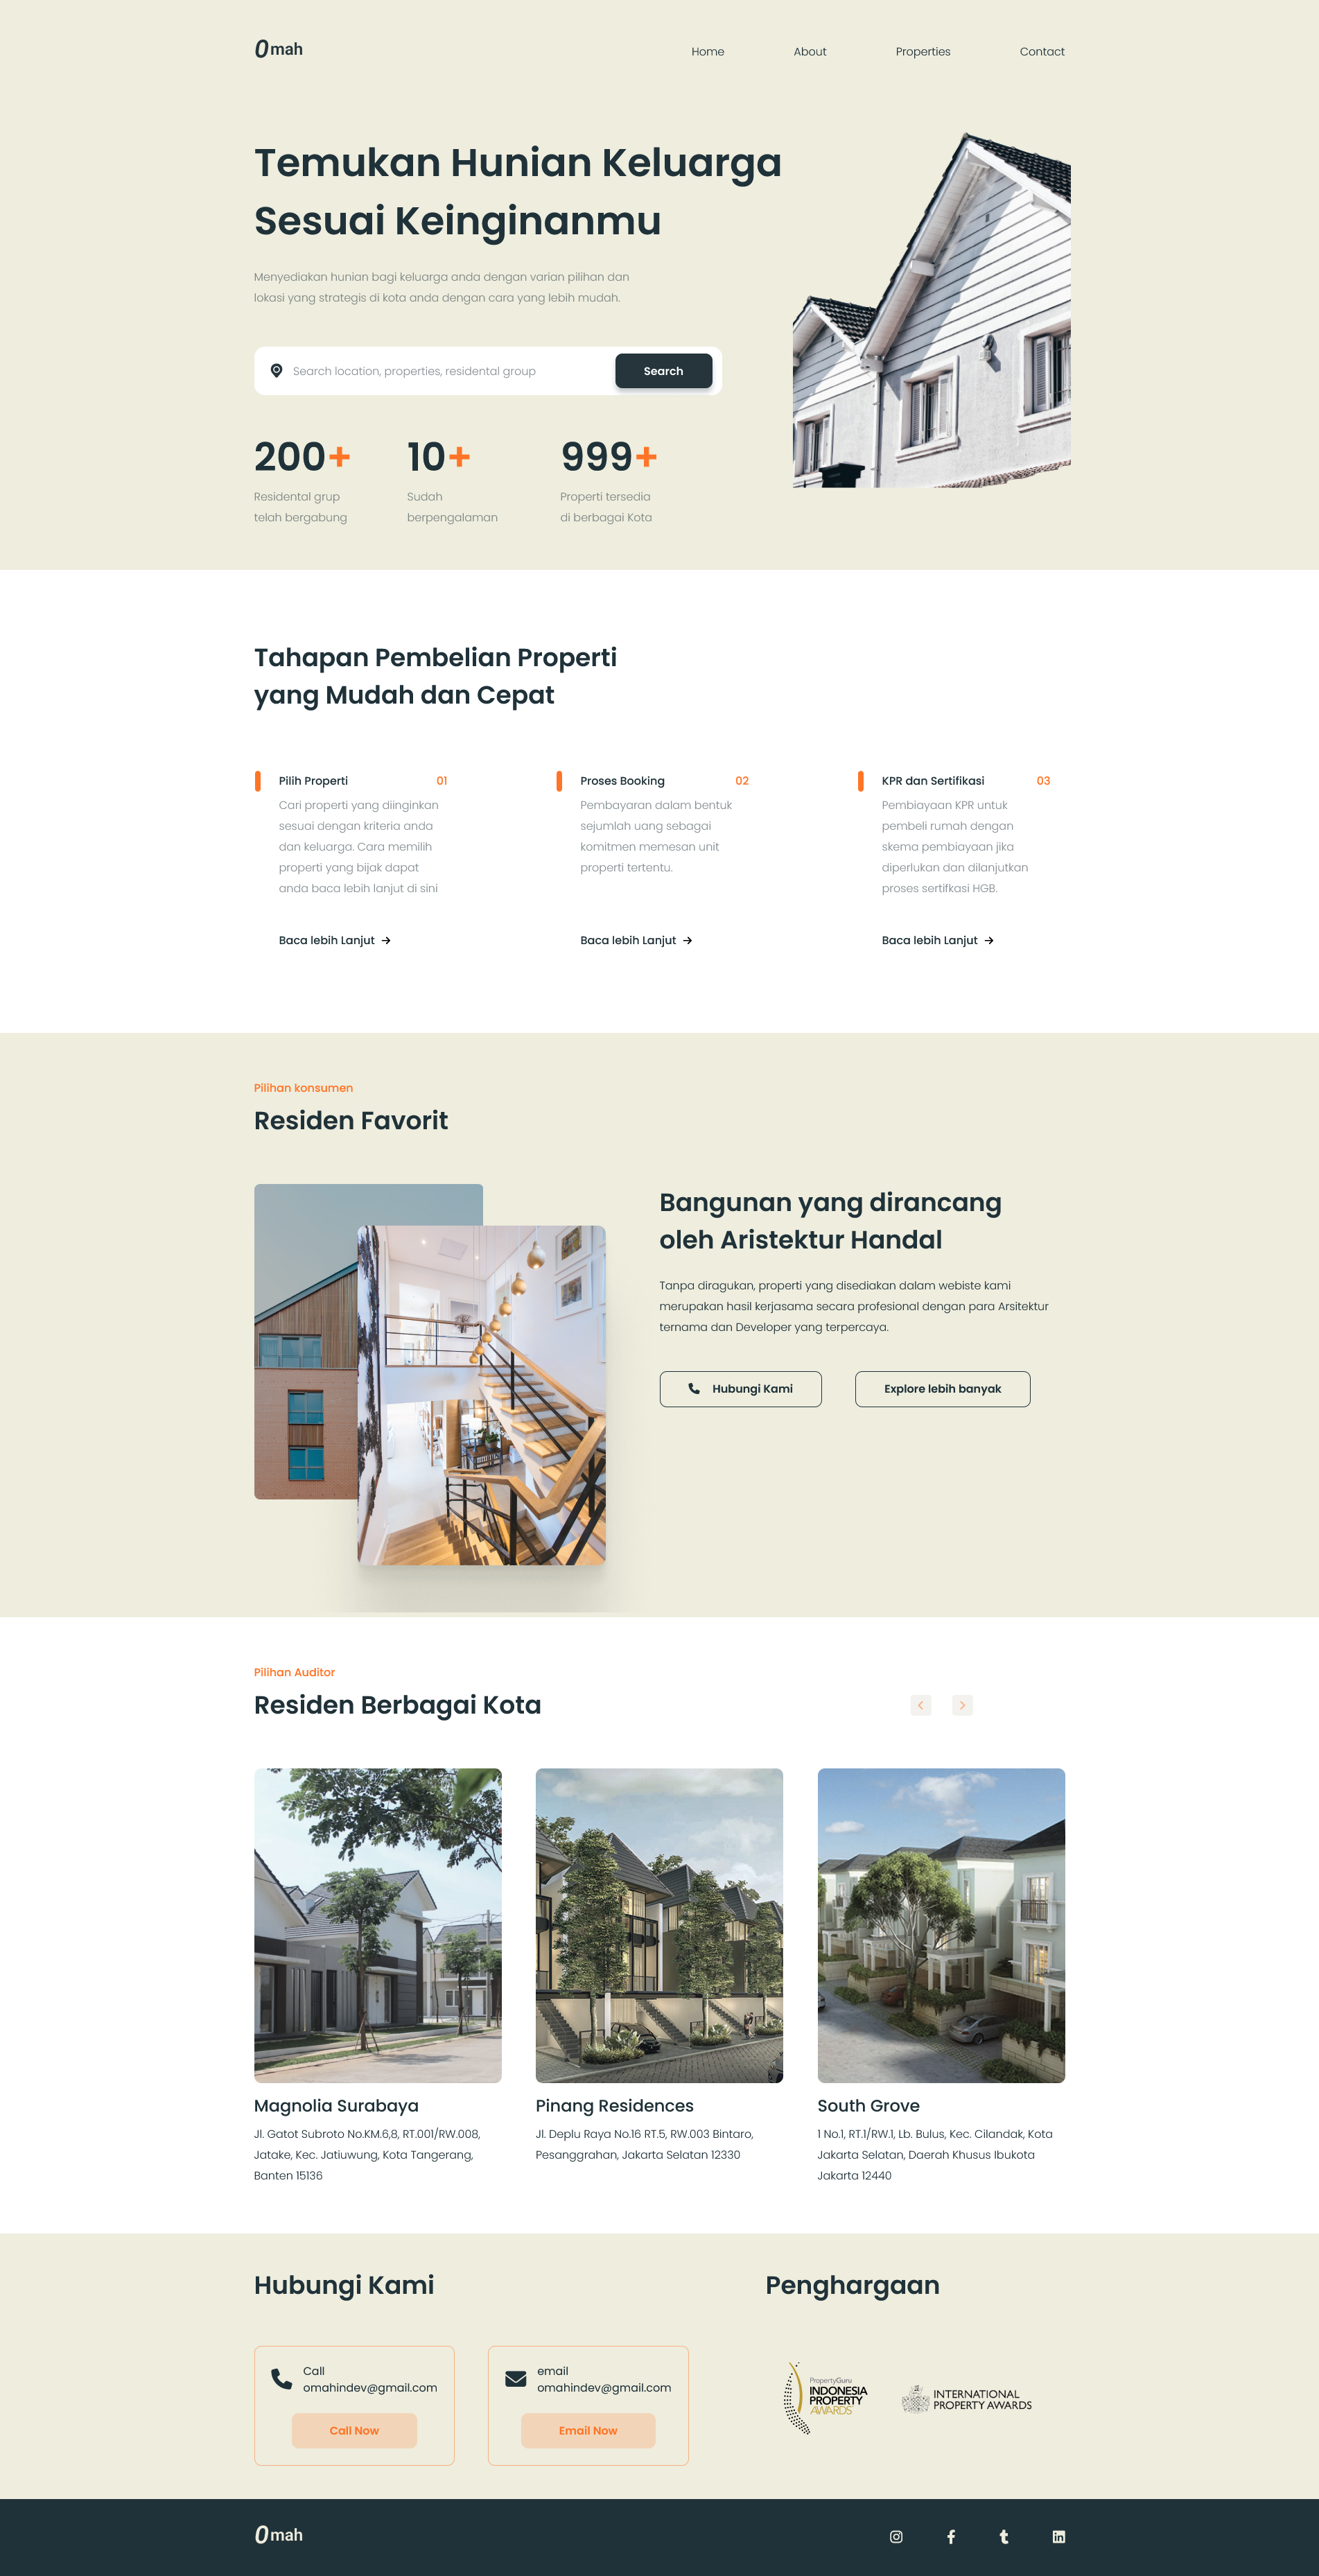 0mah
Home
About
Properties
Contact
Temukan Hunian Keluarga
Sesuai Keinginanmu
Menyediakan hunian bagi keluarga anda dengan varian pilihan dan
lokasi yang strategis di kota anda dengan cara yang lebih mudah.
Search location, properties, residental group
Search
200+
Residental grup
telah bergabung
10+
Sudah
berpengalaman
999+
Properti tersedia
di berbagai Kota
Tahapan Pembelian Properti
yang Mudah dan Cepat
Pilih Properti
01
Cari properti yang diinginkan
sesuai dengan kriteria anda
dan keluarga. Cara memilih
properti yang bijak dapat
anda baca lebih lanjut di sini
Baca lebih Lanjut
Proses Booking
02
Pembayaran dalam bentuk
sejumlah uang sebagai
komitmen memesan unit
properti tertentu.
Baca lebih Lanjut
KPR dan Sertifikasi
03
Pembiayaan KPR untuk
pembeli rumah dengan
skema pembiayaan jika
diperlukan dan dilanjutkan
proses sertifkasi HGB.
Baca lebih Lanjut
Pilihan konsumen
Residen Favorit
Bangunan yang dirancang
oleh Aristektur Handal
Tanpa diragukan, properti yang disediakan dalam webiste kami
merupakan hasil kerjasama secara profesional dengan para Arsitektur
ternama dan Developer yang terpercaya.
Hubungi Kami
Explore lebih banyak
Pilihan Auditor
Residen Berbagai Kota
Magnolia Surabaya
Jl. Gatot Subroto No.KM.6,8, RT.001/RW.008,
Jatake, Kec. Jatiuwung, Kota Tangerang,
Banten 15136
Pinang Residences
Jl. Deplu Raya No.16 RT.5, RW.003 Bintaro,
Pesanggrahan, Jakarta Selatan 12330
South Grove
1 No.1, RT.1/RW.1, Lb. Bulus, Kec. Cilandak, Kota
Jakarta Selatan, Daerah Khusus Ibukota
Jakarta 12440
Hubungi Kami
Call
omahindev@gmail.com
Call Now
email
omahindev@gmail.com
Email Now
Penghargaan
PropertyGuru
INDONESIA
PROPERTY
AWARDS
INTERNATIONAL
PROPERTY AWARDS
0mah